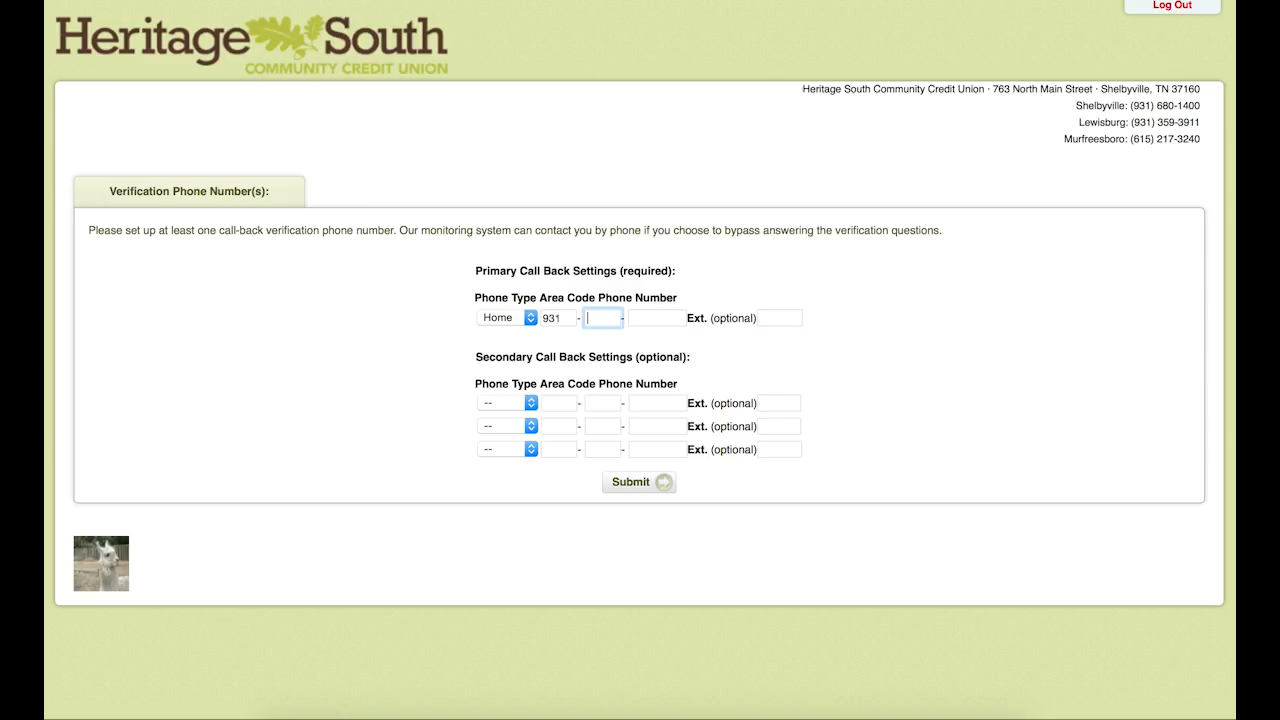 Log Out
Heritage South
COMMUNITY CREDIT UNION
Heritage South Community Credit Union · 763 North Main Street · Shelbyville, TN 37160
Shelbyville: (931) 680-1400
Lewisburg: (931) 359-3911
Murfreesboro: (615) 217-3240
Verification Phone Number(s):
Please set up at least one call-back verification phone number. Our monitoring system can contact you by phone if you choose to bypass answering the verification questions.
Primary Call Back Settings (required):
Phone Type Area Code Phone Number
Home 931 - - Ext. (optional)
Secondary Call Back Settings (optional):
Phone Type Area Code Phone Number
-- - - Ext. (optional)
-- - - Ext. (optional)
-- - - Ext. (optional)
Submit